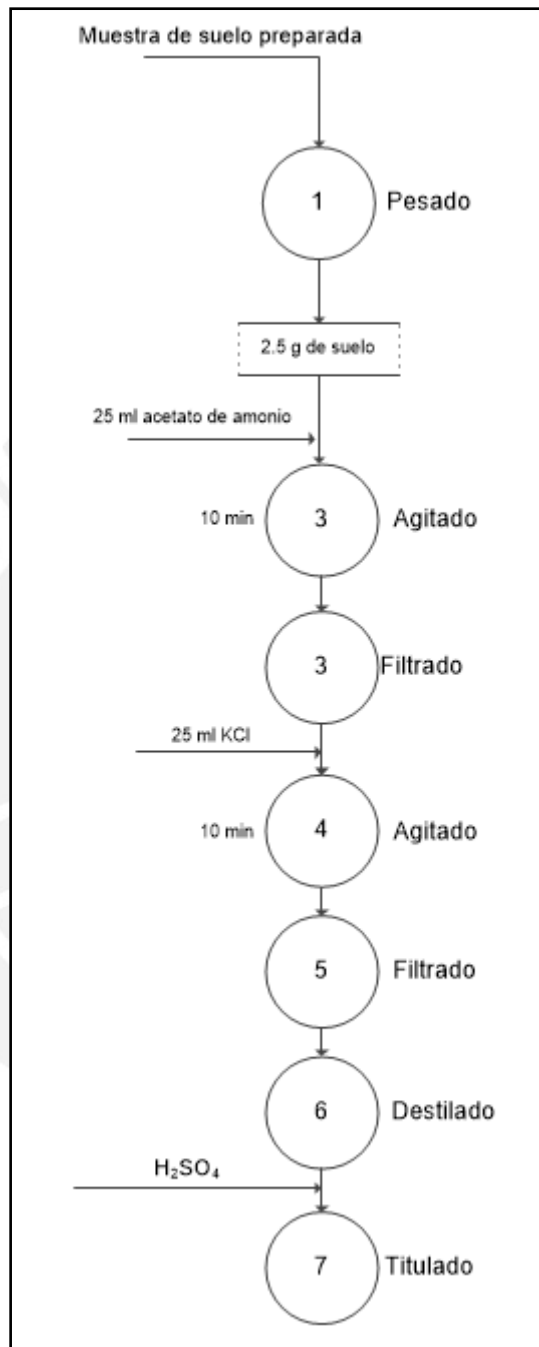 Muestra de suelo preparada
1 Pesado
2.5 g de suelo
25 ml acetato de amonio
10 min 3 Agitado
3 Filtrado
25 ml KCl
10 min 4 Agitado
5 Filtrado
6 Destilado
H₂SO₄
7 Titulado